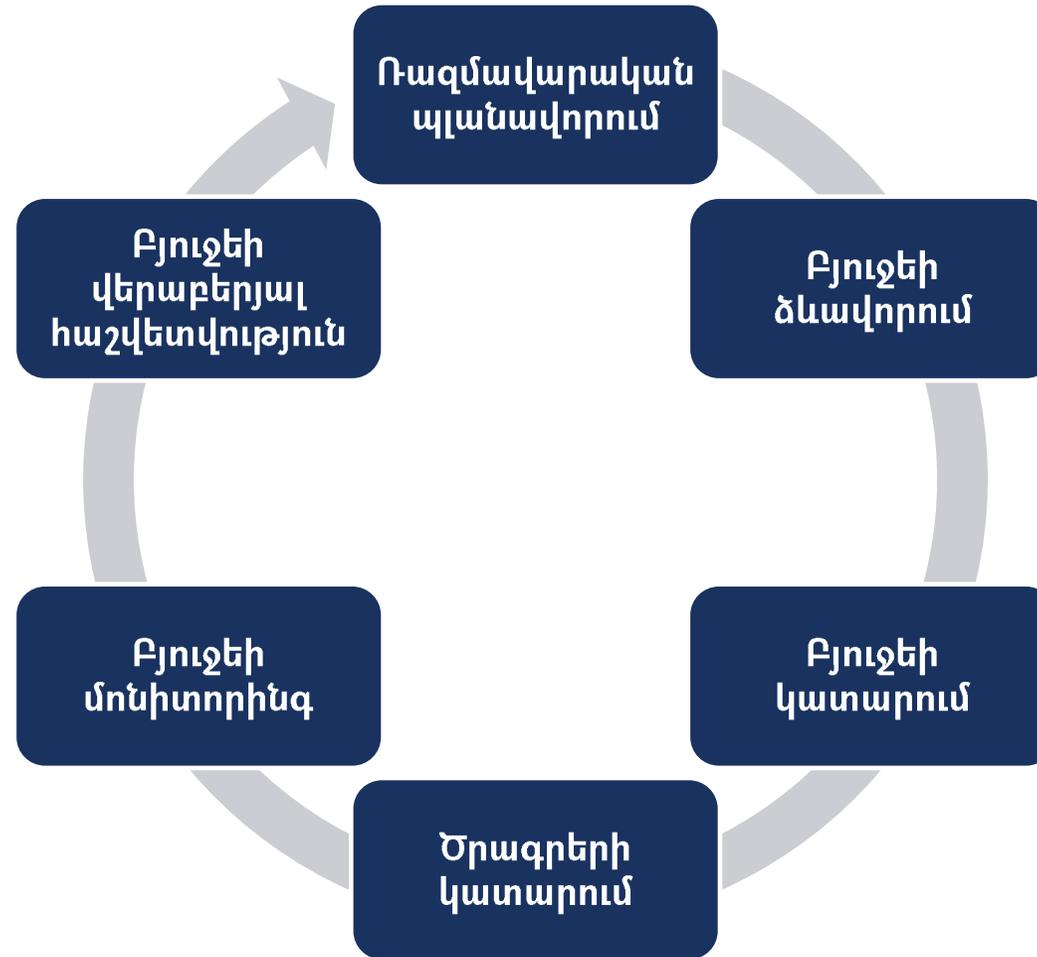 Ռազմավարական
պլանավորում
Բյուջեի
ձևավորում
Բյուջեի
կատարում
Ծրագրերի
կատարում
Բյուջեի
մոնիտորինգ
Բյուջեի
վերաբերյալ
հաշվետվություն